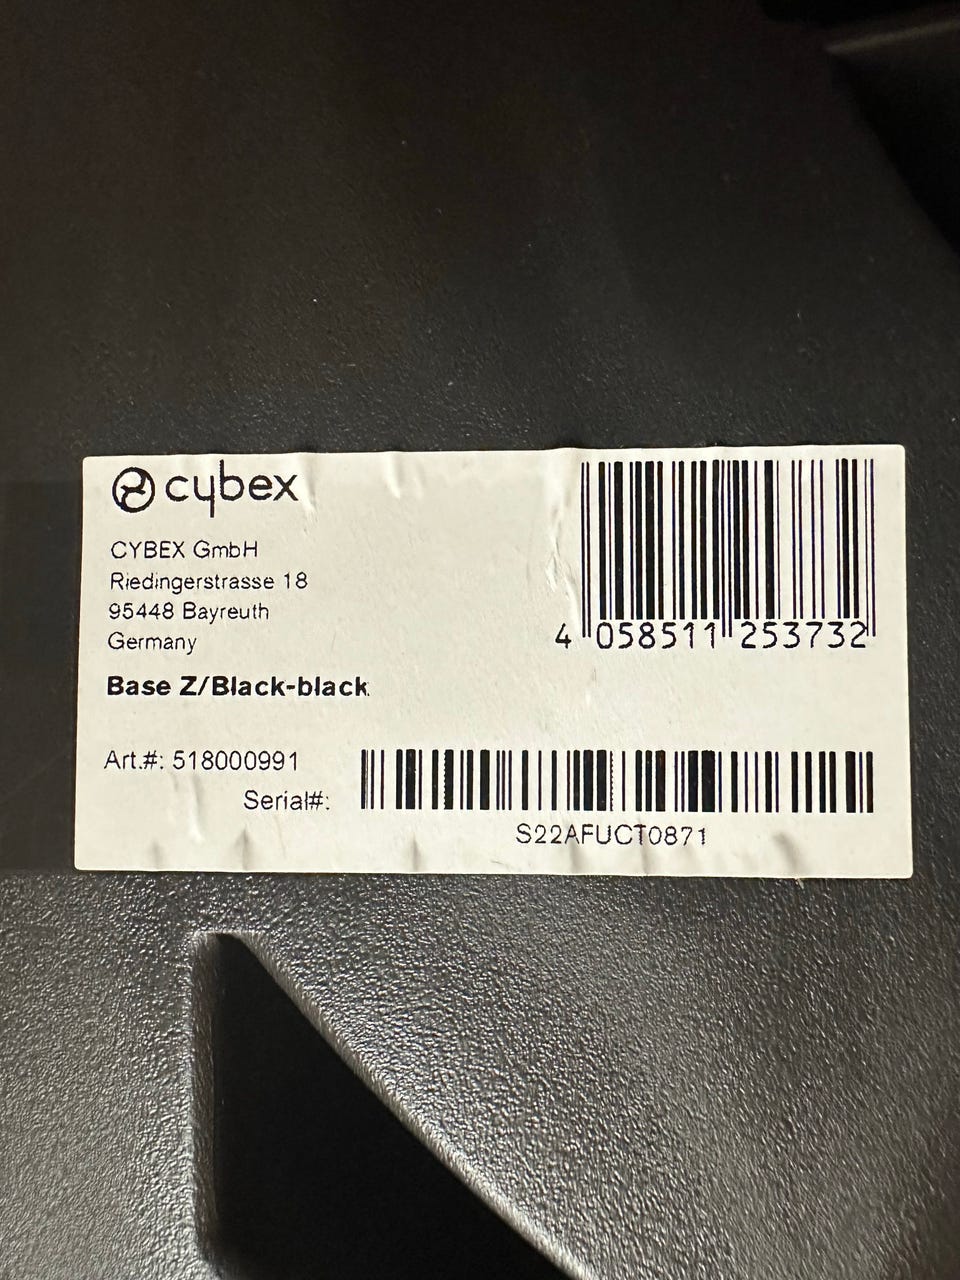 cybex
CYBEX GmbH
Riedingerstrasse 18
95448 Bayreuth
Germany
4 058511 253732
Base Z/Black-black
Art.#: 518000991
Serial#:
S22AFUCT0871